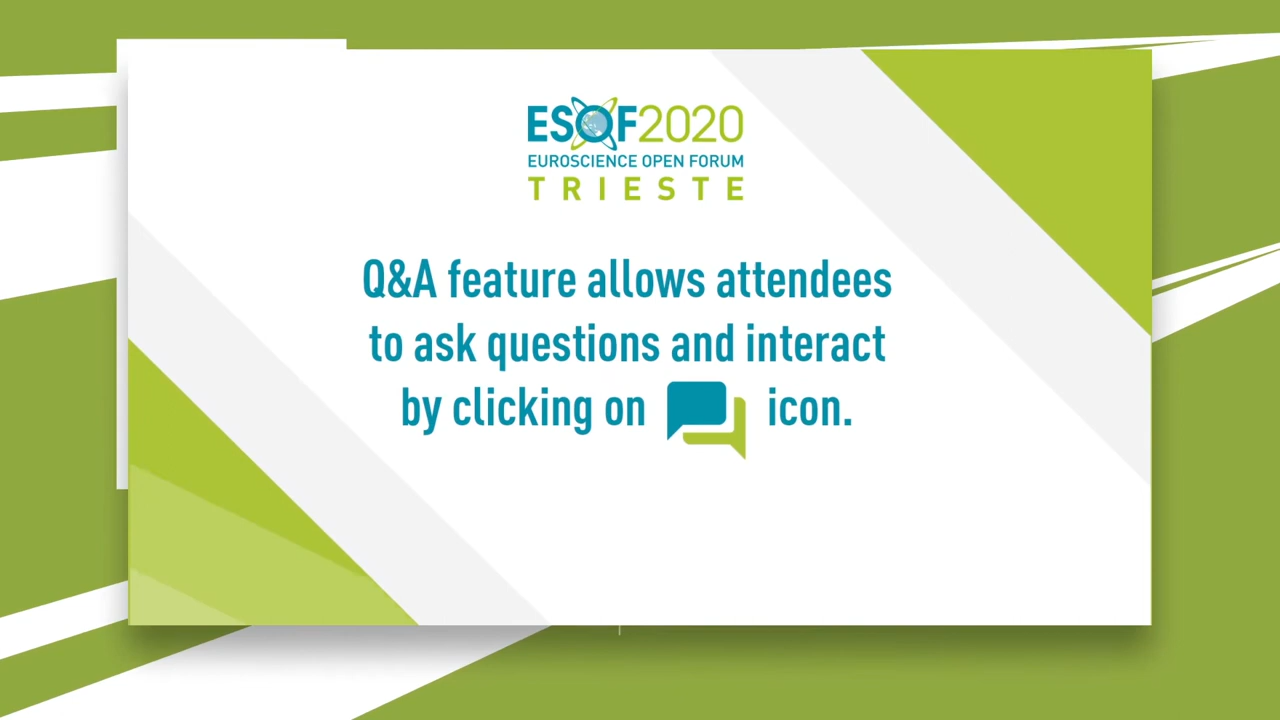 ESOF2020
EUROSCIENCE OPEN FORUM
TRIESTE
Q&A feature allows attendees
to ask questions and interact
by clicking on icon.